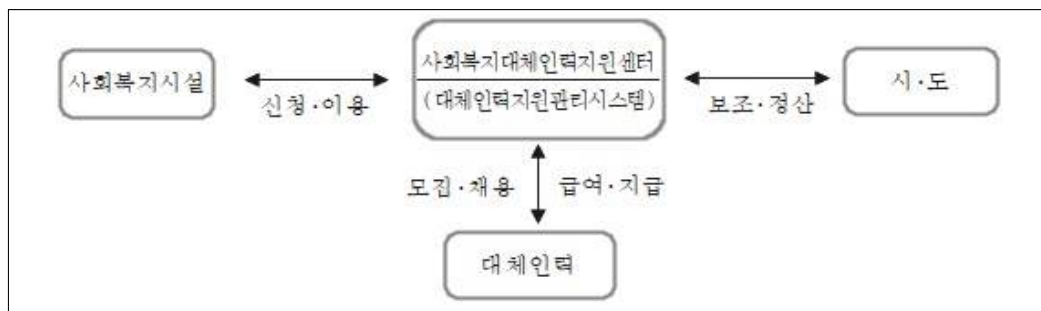 사회복지시설
신청·이용
사회복지대체인력지원센터
(대체인력지원관리시스템)
보조·정산
시·도
모집·채용
급여·지급
대체인력